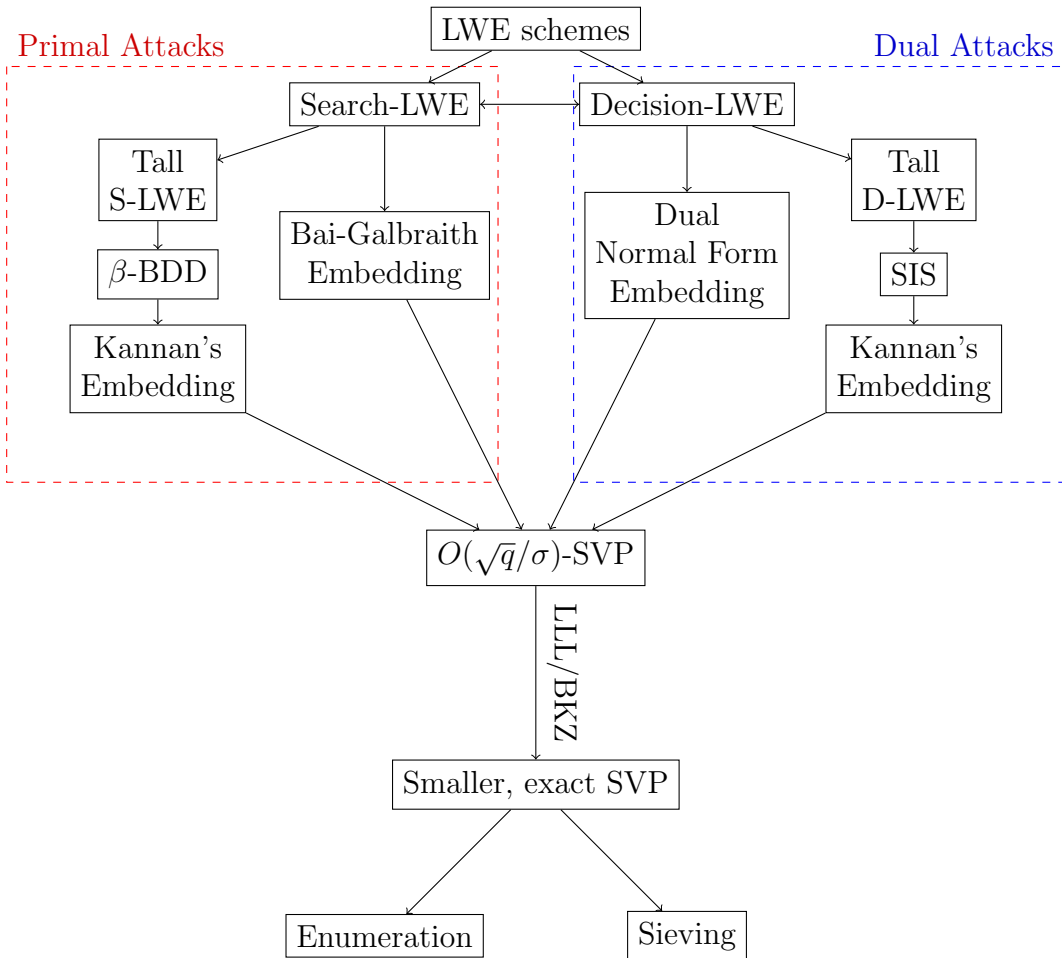 LWE schemes
Primal Attacks
Dual Attacks
Search-LWE
Decision-LWE
Tall
S-LWE
Tall
D-LWE
Bai-Galbraith
Embedding
Dual
Normal Form
Embedding
β-BDD
SIS
Kannan's
Embedding
Kannan's
Embedding
O(√q/σ)-SVP
LLL/BKZ
Smaller, exact SVP
Enumeration
Sieving